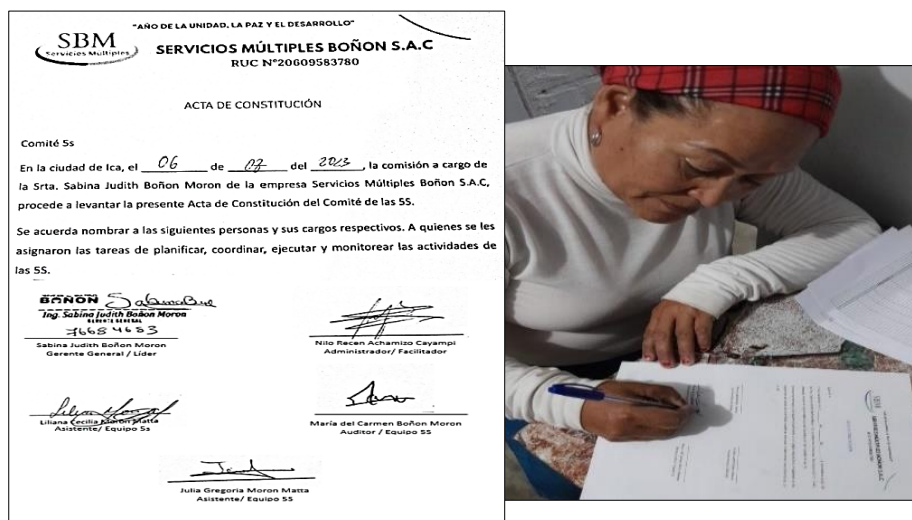 "AÑO DE LA UNIDAD, LA PAZ Y EL DESARROLLO"
SBM
Servicios Múltiples
SERVICIOS MÚLTIPLES BOÑON S.A.C
RUC N°20609583780
ACTA DE CONSTITUCIÓN
Comité 5s
En la ciudad de Ica, el 06 de 07 del 2023, la comisión a cargo de
la Srta. Sabina Judith Boñon Moron de la empresa Servicios Múltiples Boñon S.A.C,
procede a levantar la presente Acta de Constitución del Comité de las 5S.
Se acuerda nombrar a las siguientes personas y sus cargos respectivos. A quienes se les
asignaron las tareas de planificar, coordinar, ejecutar y monitorear las actividades de
las 5S.
BOÑON
Ing. Sabina Judith Boñon Moron
76684683
Sabina Judith Boñon Moron
Gerente General / Líder
Nilo Recen Achamizo Cayampi
Administrador/ Facilitador
Liliana Cecilia Moron Matta
Asistente/ Equipo 5s
María del Carmen Boñon Moron
Auditor / Equipo 5S
Julia Gregoria Moron Matta
Asistente/ Equipo 5S
SBM